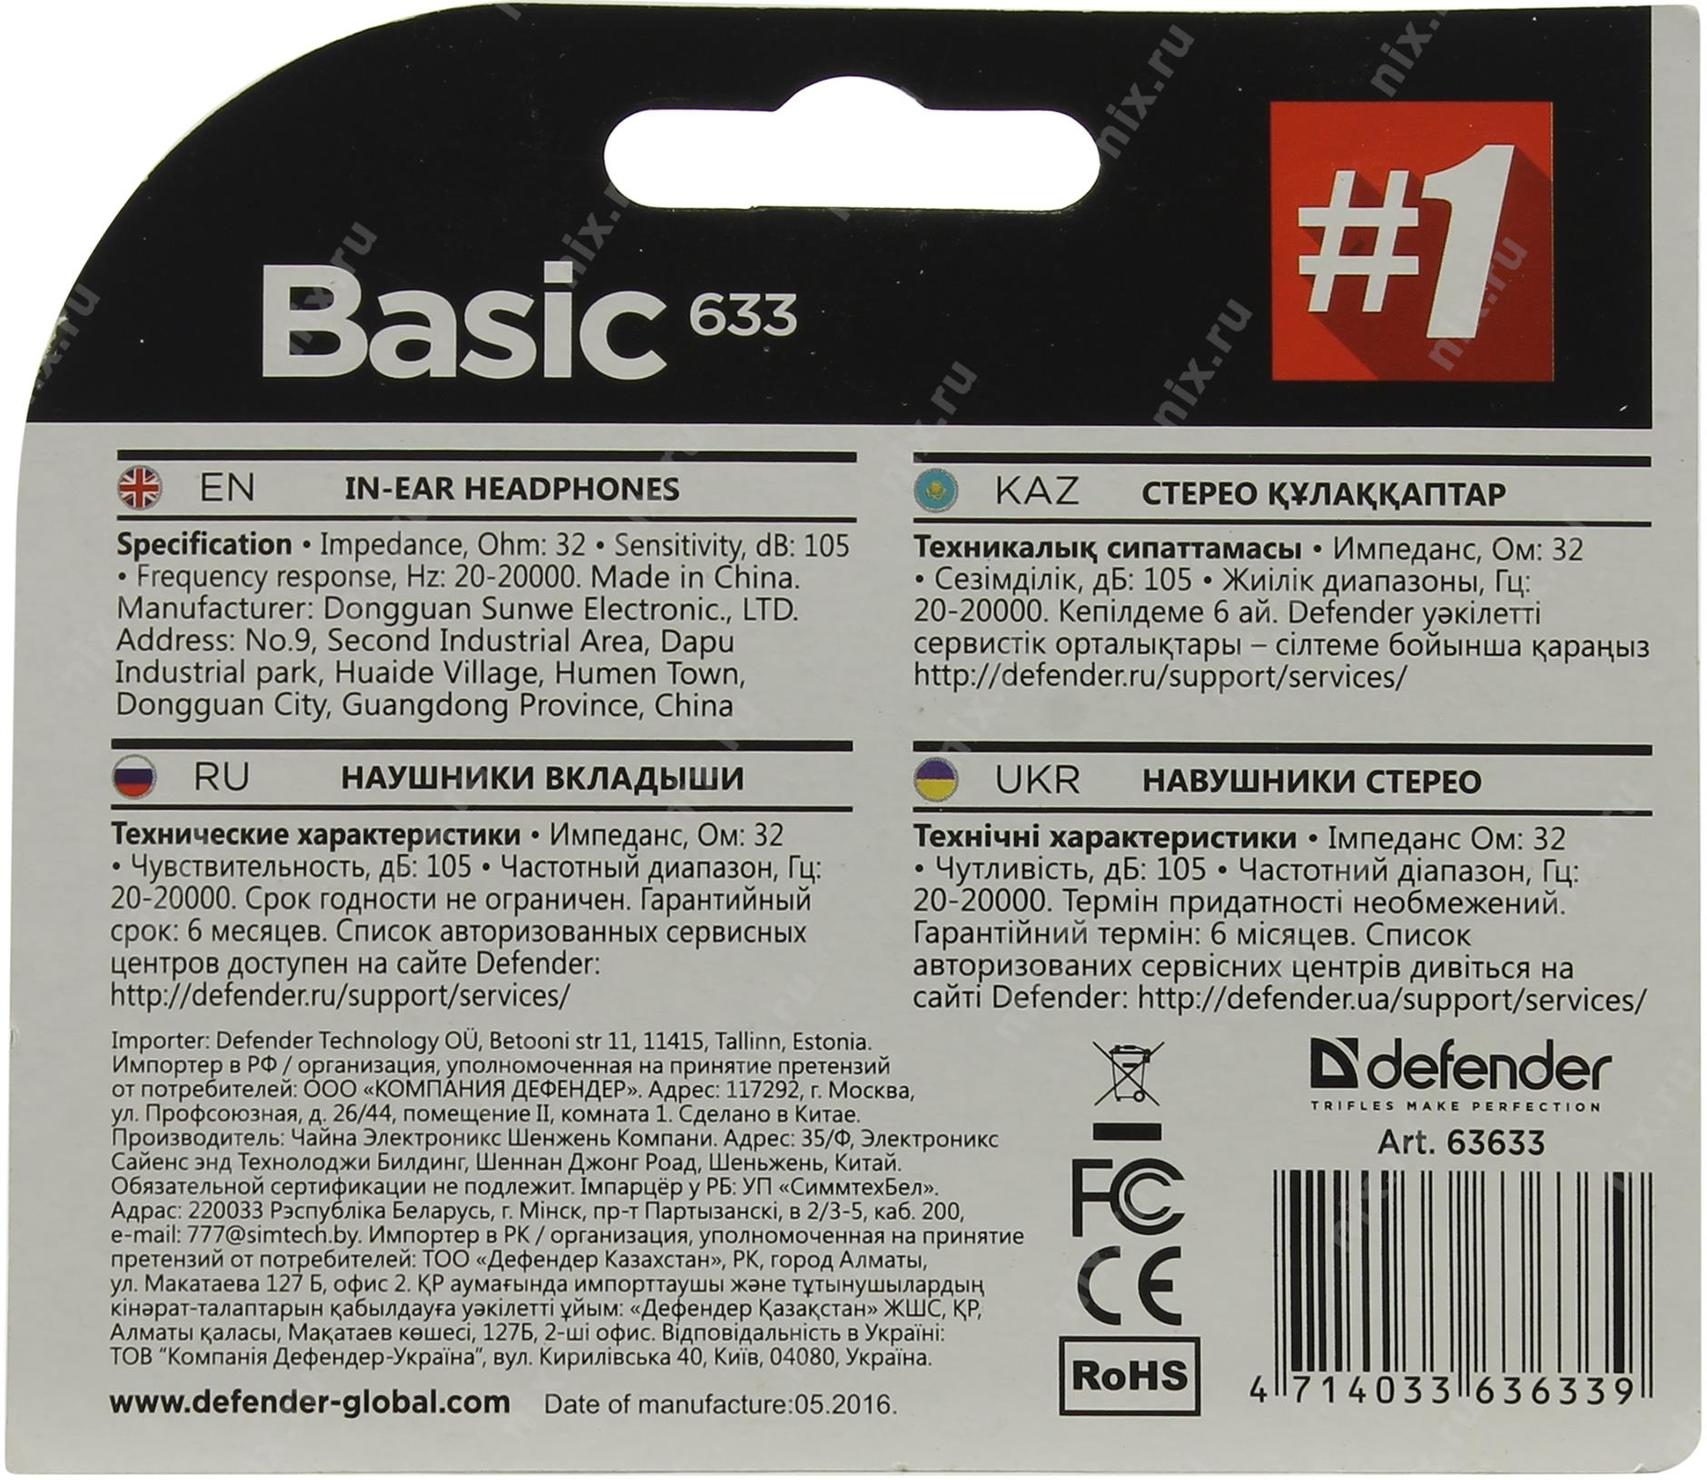 Basic 633
#1
EN IN-EAR HEADPHONES
Specification • Impedance, Ohm: 32 • Sensitivity, dB: 105
• Frequency response, Hz: 20-20000. Made in China.
Manufacturer: Dongguan Sunwe Electronic., LTD.
Address: No.9, Second Industrial Area, Dapu
Industrial park, Huaide Village, Humen Town,
Dongguan City, Guangdong Province, China
KAZ СТЕРЕО ҚҰЛАҚҚАПТАР
Техникалық сипаттамасы • Импеданс, Ом: 32
• Сезімділік, дБ: 105 • Жиілік диапазоны, Гц:
20-20000. Кепілдеме 6 ай. Defender уәкілетті
сервистік орталықтары – сілтеме бойынша қараңыз
http://defender.ru/support/services/
RU НАУШНИКИ ВКЛАДЫШИ
Технические характеристики • Импеданс, Ом: 32
• Чувствительность, дБ: 105 • Частотный диапазон, Гц:
20-20000. Срок годности не ограничен. Гарантийный
срок: 6 месяцев. Список авторизованных сервисных
центров доступен на сайте Defender:
http://defender.ru/support/services/
UKR НАВУШНИКИ СТЕРЕО
Технічні характеристики • Імпеданс Ом: 32
• Чутливість, дБ: 105 • Частотний діапазон, Гц:
20-20000. Термін придатності необмежений.
Гарантійний термін: 6 місяцев. Список
авторизованих сервісних центрів дивіться на
сайті Defender: http://defender.ua/support/services/
Importer: Defender Technology OÜ, Betooni str 11, 11415, Tallinn, Estonia.
Импортер в РФ / организация, уполномоченная на принятие претензий
от потребителей: ООО «КОМПАНИЯ ДЕФЕНДЕР». Адрес: 117292, г. Москва,
ул. Профсоюзная, д. 26/44, помещение II, комната 1. Сделано в Китае.
Производитель: Чайна Электроникс Шенжень Компани. Адрес: 35/Ф, Электроникс
Сайенс энд Технолоджи Билдинг, Шеннан Джонг Роад, Шеньжень, Китай.
Обязательной сертификации не подлежит. Імпарцёр у РБ: УП «СиммтехБел».
Адрас: 220033 Рэспубліка Беларусь, г. Мінск, пр-т Партызанскі, в 2/3-5, каб. 200,
e-mail: 777@simtech.by. Импортер в РК / организация, уполномоченная на принятие
претензий от потребителей: ТОО «Дефендер Казахстан», РК, город Алматы,
ул. Макатаева 127 Б, офис 2. ҚР аумағында импорттаушы және тұтынушылардың
кінәрат-талаптарын қабылдауға уәкілетті ұйым: «Дефендер Қазақстан» ЖШС, ҚР,
Алматы қаласы, Мақатаев көшесі, 127Б, 2-ші офис. Відповідальність в Україні:
ТОВ "Компанія Дефендер-Україна", вул. Кирилівська 40, Київ, 04080, Україна.
www.defender-global.com Date of manufacture:05.2016.
FC
CE
RoHS
defender
TRIFLES MAKE PERFECTION
Art. 63633
4 714033 636339
nix.ru